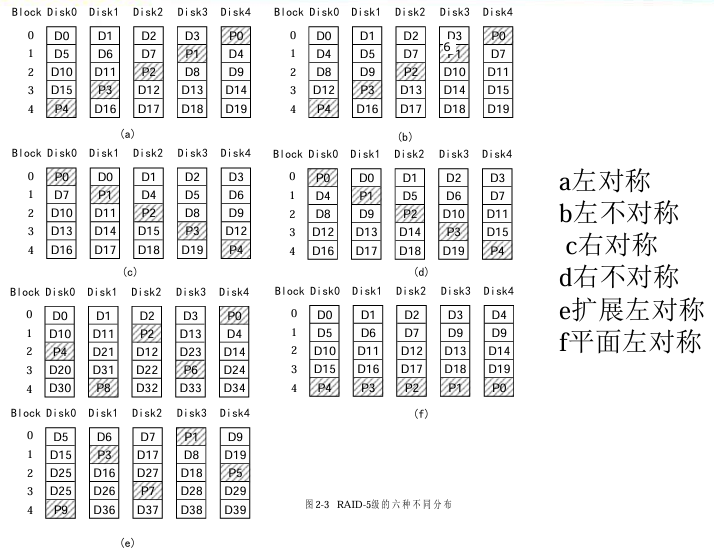 Block Disk0 Disk1 Disk2 Disk3 Disk4
0 D0 D1 D2 D3 P0
1 D5 D6 D7 P1 D4
2 D10 D11 P2 D8 D9
3 D15 P3 D12 D13 D14
4 P4 D16 D17 D18 D19
(a)
Block Disk0 Disk1 Disk2 Disk3 Disk4
0 D0 D1 D2 D3 P0
1 D4 D5 D7 6 D7
2 D8 D9 P2 D10 D11
3 D12 P3 D13 D14 D15
4 P4 D16 D17 D18 D19
(b)
Block Disk0 Disk1 Disk2 Disk3 Disk4
0 P0 D0 D1 D2 D3
1 D7 P1 D4 D5 D6
2 D10 D11 P2 D8 D9
3 D13 D14 D15 P3 D12
4 D16 D17 D18 D19 P4
(c)
Block Disk0 Disk1 Disk2 Disk3 Disk4
0 P0 D0 D1 D2 D3
1 D4 P1 D5 D6 D7
2 D8 D9 P2 D10 D11
3 D12 D13 D14 P3 D15
4 D16 D17 D18 D19 P4
(d)
Block Disk0 Disk1 Disk2 Disk3 Disk4
0 D0 D1 D2 D3 P0
1 D10 D11 P2 D13 D4
2 P4 D21 D12 D23 D14
3 D20 D31 D22 P6 D24
4 D30 P8 D32 D33 D34
Block Disk0 Disk1 Disk2 Disk3 Disk4
0 D5 D6 D7 P1 D9
1 D15 P3 D17 D8 D19
2 D25 D16 D27 D18 P5
3 D25 D26 P7 D28 D29
4 P9 D36 D37 D38 D39
(e)
Block Disk0 Disk1 Disk2 Disk3 Disk4
0 D0 D1 D2 D3 D4
1 D5 D6 D7 D9 D9
2 D10 D11 D12 D13 D14
3 D15 D16 D17 D18 D19
4 P4 P3 P2 P1 P0
(f)
图2-3 RAID-5级的六种不同分布
a左对称
b左不对称
c右对称
d右不对称
e扩展左对称
f平面左对称